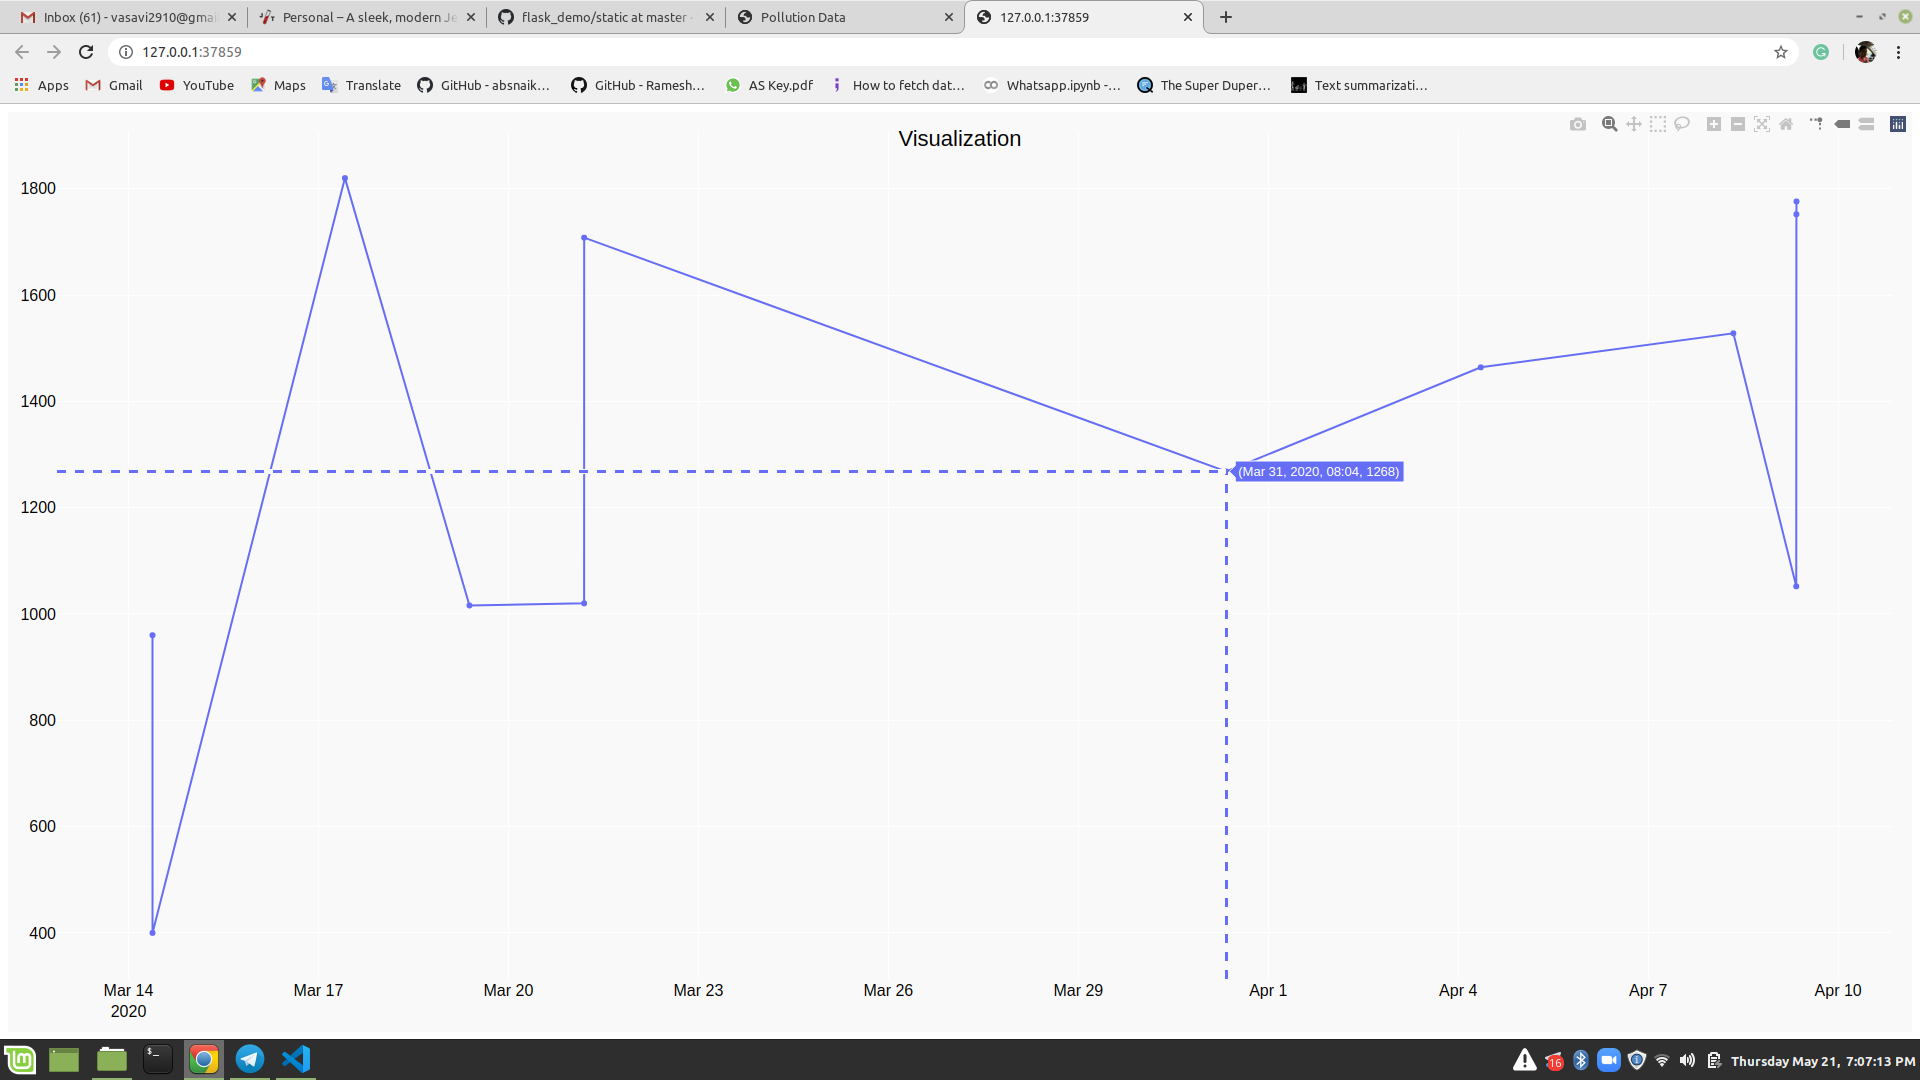 Inbox (61) - vasavi2910@gmai
Personal – A sleek, modern Je
flask_demo/static at master
Pollution Data
127.0.0.1:37859
127.0.0.1:37859
Apps
Gmail
YouTube
Maps
Translate
GitHub - absnaik...
GitHub - Ramesh...
AS Key.pdf
How to fetch dat...
Whatsapp.ipynb -...
The Super Duper...
Text summarizati...
Visualization
1800
1600
1400
1200
1000
800
600
400
(Mar 31, 2020, 08:04, 1268)
Mar 14
2020
Mar 17
Mar 20
Mar 23
Mar 26
Mar 29
Apr 1
Apr 4
Apr 7
Apr 10
16
Thursday May 21, 7:07:13 PM